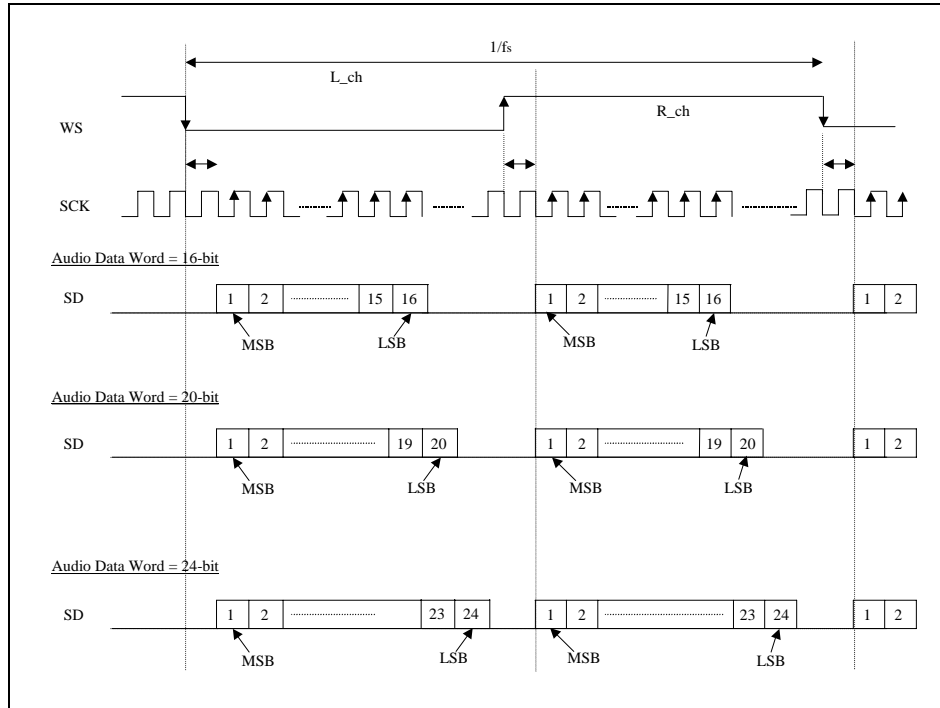 1/fs
L_ch
R_ch
WS
SCK
Audio Data Word = 16-bit
SD 1 2 15 16 1 2 15 16 1 2
MSB LSB MSB LSB
Audio Data Word = 20-bit
SD 1 2 19 20 1 2 19 20 1 2
MSB LSB MSB LSB
Audio Data Word = 24-bit
SD 1 2 23 24 1 2 23 24 1 2
MSB LSB MSB LSB